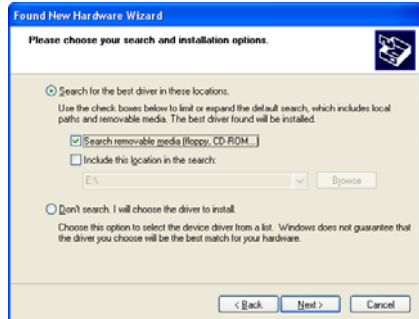 Found New Hardware Wizard
Please choose your search and installation options.
Search for the best driver in these locations.
Use the check boxes below to limit or expand the default search, which includes local
paths and removable media. The best driver found will be installed.
Search removable media (floppy, CD-ROM...)
Include this location in the search:
E:\
Browse
Don't search. I will choose the driver to install.
Choose this option to select the device driver from a list. Windows does not guarantee that
the driver you choose will be the best match for your hardware.
< Back Next > Cancel